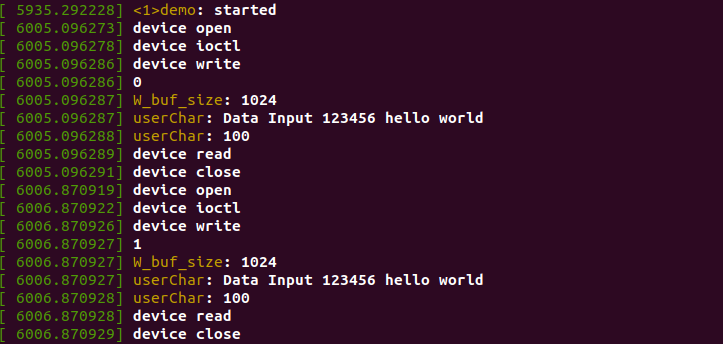 [ 5935.292228] <1>demo: started
[ 6005.096273] device open
[ 6005.096278] device ioctl
[ 6005.096286] device write
[ 6005.096286] 0
[ 6005.096287] W_buf_size: 1024
[ 6005.096287] userChar: Data Input 123456 hello world
[ 6005.096288] userChar: 100
[ 6005.096289] device read
[ 6005.096291] device close
[ 6006.870919] device open
[ 6006.870922] device ioctl
[ 6006.870926] device write
[ 6006.870927] 1
[ 6006.870927] W_buf_size: 1024
[ 6006.870927] userChar: Data Input 123456 hello world
[ 6006.870928] userChar: 100
[ 6006.870928] device read
[ 6006.870929] device close